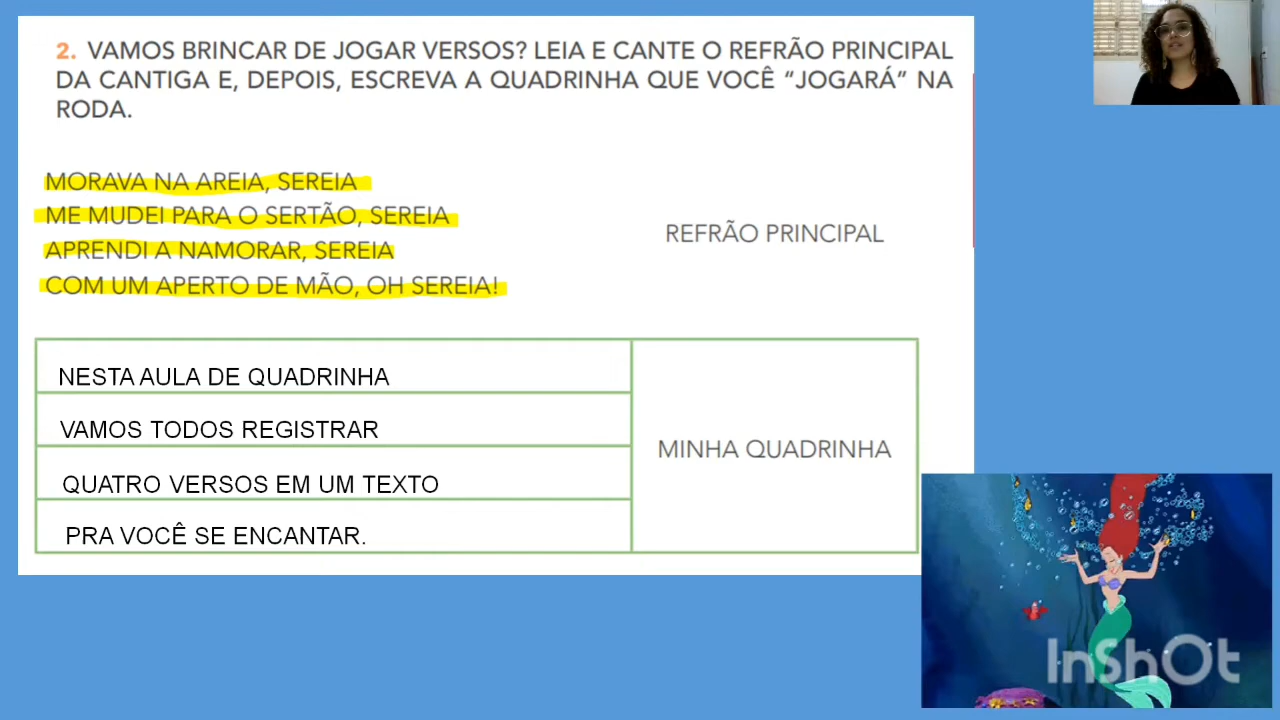 2. VAMOS BRINCAR DE JOGAR VERSOS? LEIA E CANTE O REFRÃO PRINCIPAL
DA CANTIGA E, DEPOIS, ESCREVA A QUADRINHA QUE VOCÊ “JOGARÁ” NA
RODA.
MORAVA NA AREIA, SEREIA
ME MUDEI PARA O SERTÃO, SEREIA
APRENDI A NAMORAR, SEREIA
COM UM APERTO DE MÃO, OH SEREIA!
REFRÃO PRINCIPAL
NESTA AULA DE QUADRINHA
VAMOS TODOS REGISTRAR
QUATRO VERSOS EM UM TEXTO
PRA VOCÊ SE ENCANTAR.
MINHA QUADRINHA
InShOt